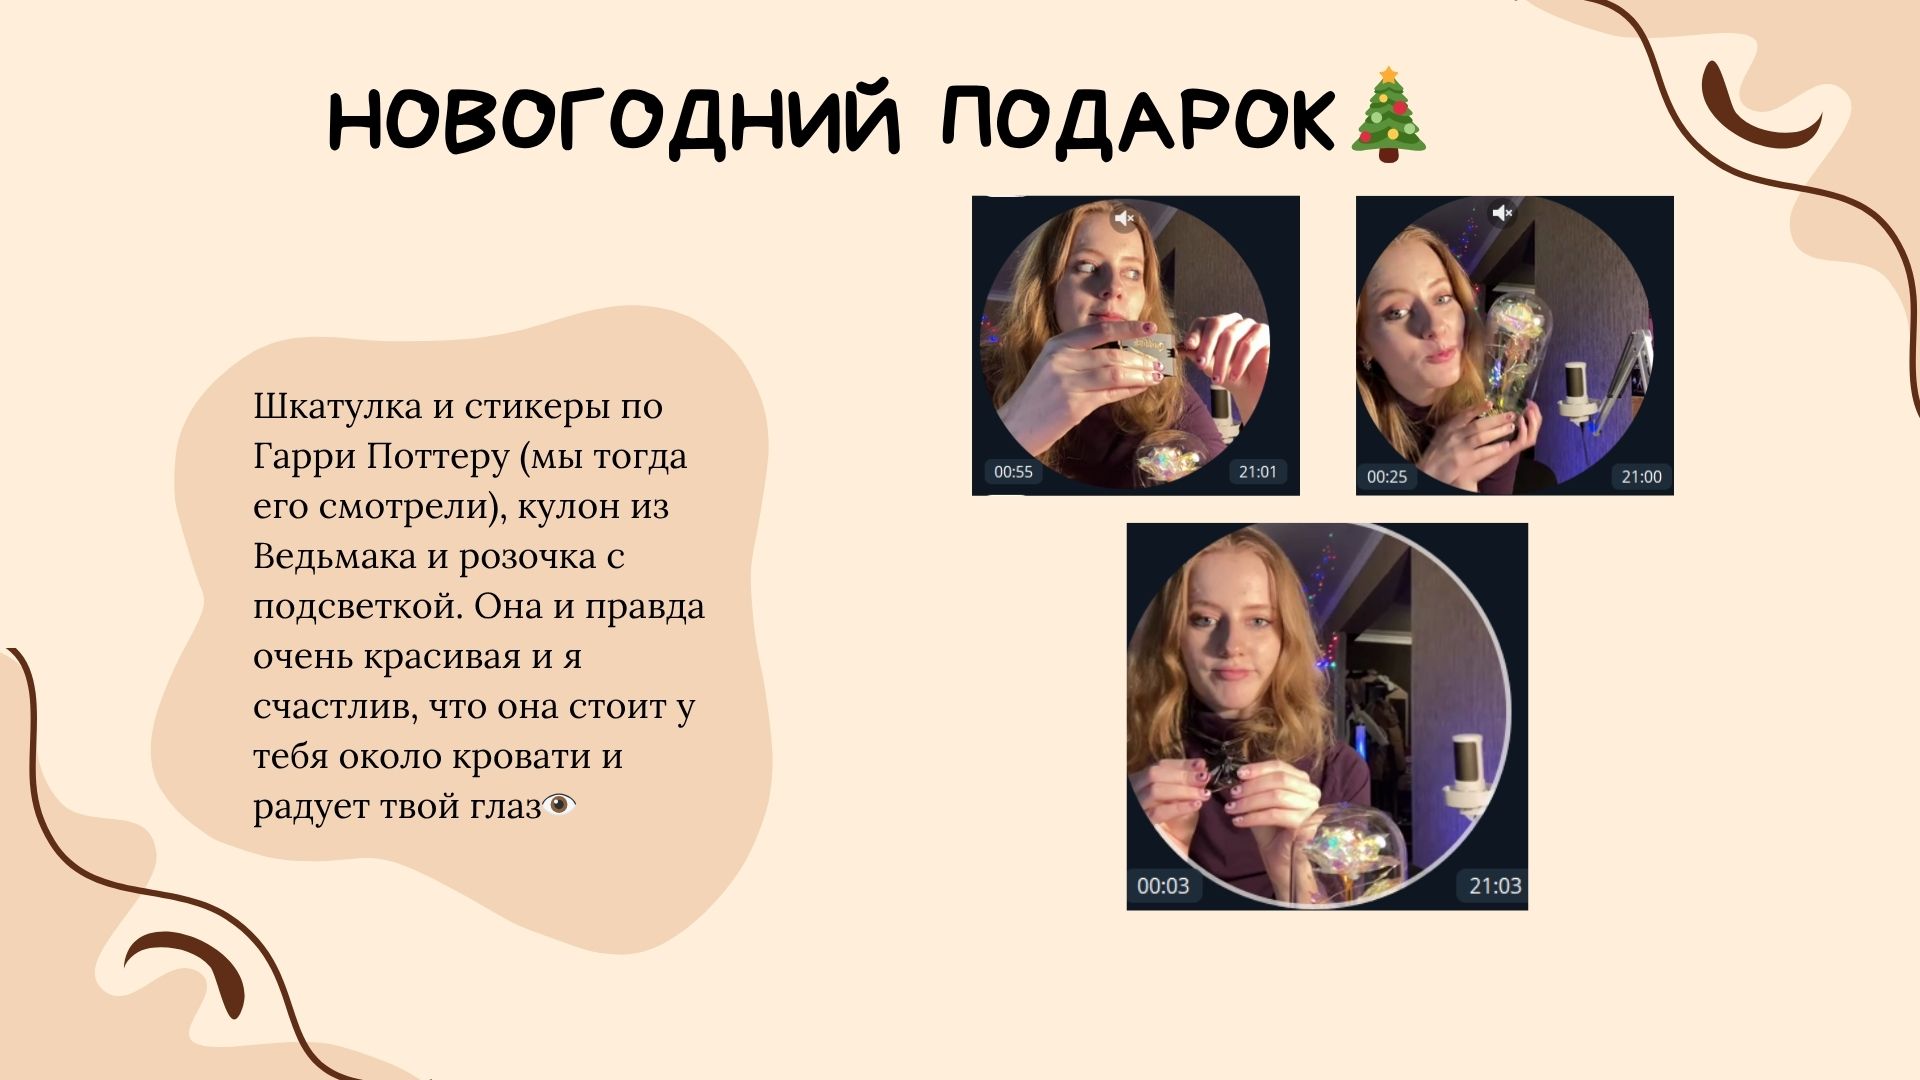 НОВОГОДНИЙ ПОДАРОК🎄
Шкатулка и стикеры по
Гарри Поттеру (мы тогда
его смотрели), кулон из
Ведьмака и розочка с
подсветкой. Она и правда
очень красивая и я
счастлив, что она стоит у
тебя около кровати и
радует твой глаз👁️
00:55
21:01
00:25
21:00
00:03
21:03